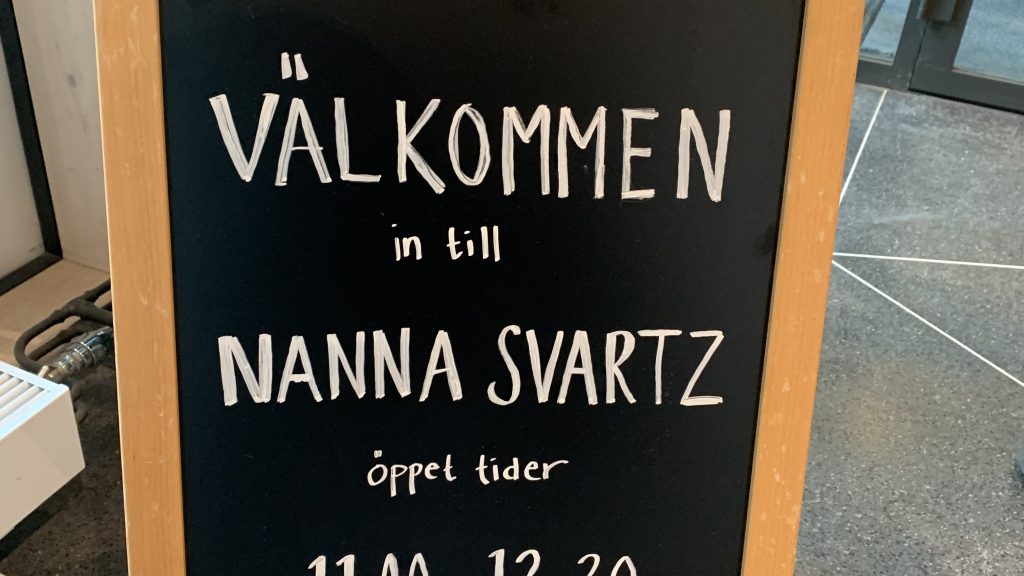 VÄLKOMMEN
in till
NANNA SVARTZ
öppet tider